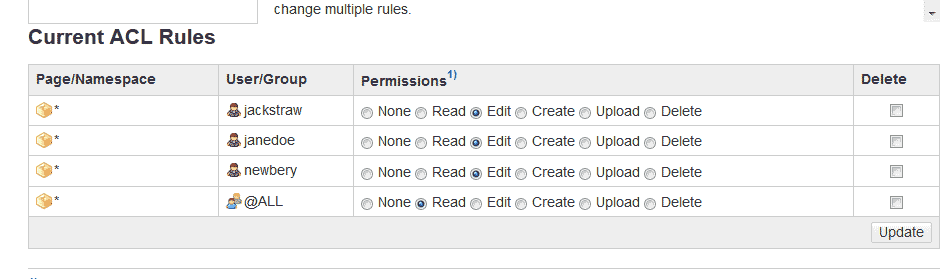 change multiple rules.
Current ACL Rules
Page/Namespace User/Group Permissions1) Delete
* jackstraw None Read Edit Create Upload Delete
* janedoe None Read Edit Create Upload Delete
* newbery None Read Edit Create Upload Delete
* @ALL None Read Edit Create Upload Delete
Update